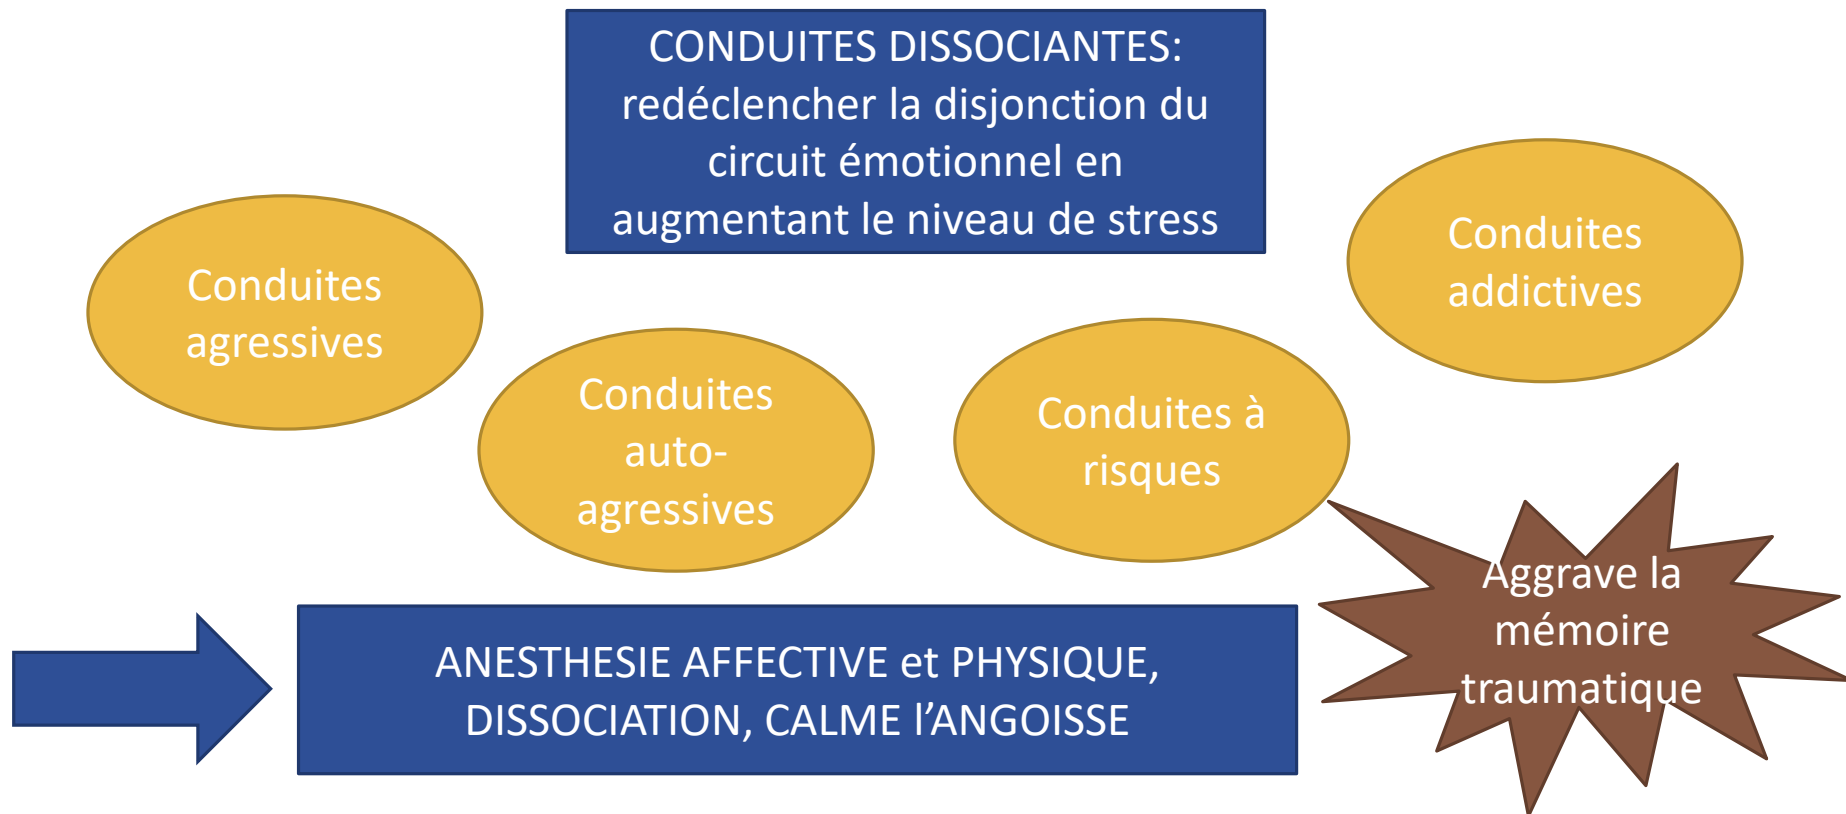 CONDUITES DISSOCIANTES:
redéclencher la disjonction du
circuit émotionnel en
augmentant le niveau de stress
Conduites
agressives
Conduites
auto-
agressives
Conduites à
risques
Conduites
addictives
Aggrave la
mémoire
traumatique
ANESTHESIE AFFECTIVE et PHYSIQUE,
DISSOCIATION, CALME l’ANGOISSE